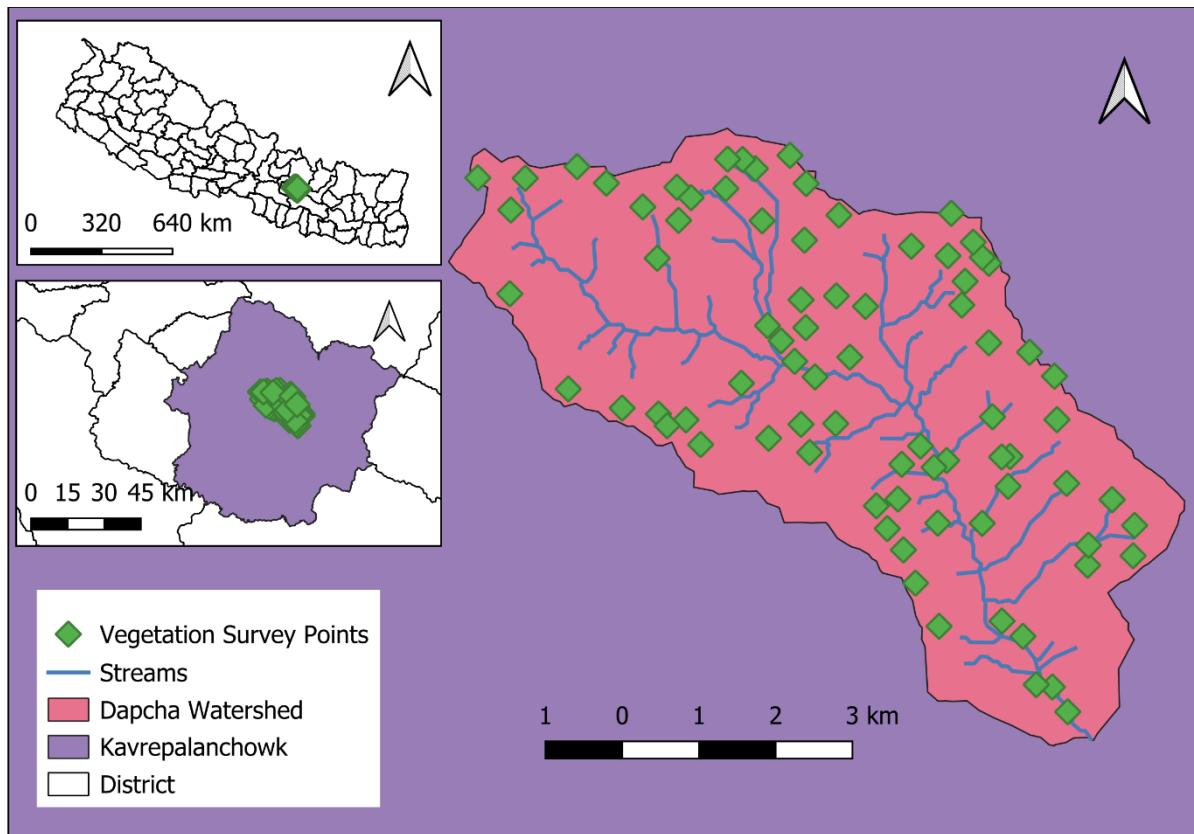 0 320 640 km
0 15 30 45 km
Vegetation Survey Points
Streams
Dapcha Watershed
Kavrepalanchowk
District
1 0 1 2 3 km